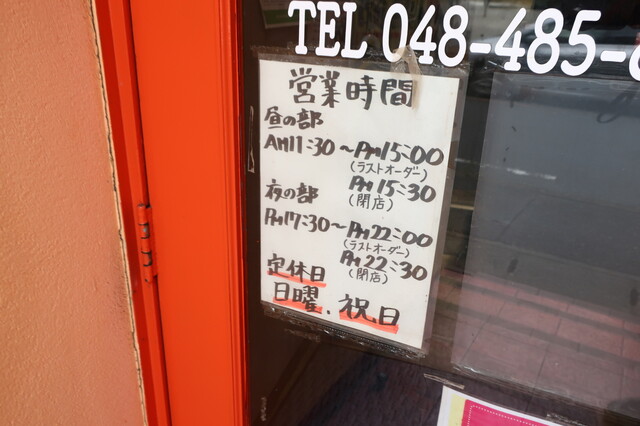 TEL 048-485-8
営業時間
昼の部
AM11:30～PM15:00
(ラストオーダー)
PM15:30
(閉店)
夜の部
PM17:30～PM22:00
(ラストオーダー)
PM22:30
(閉店)
定休日
日曜.祝日